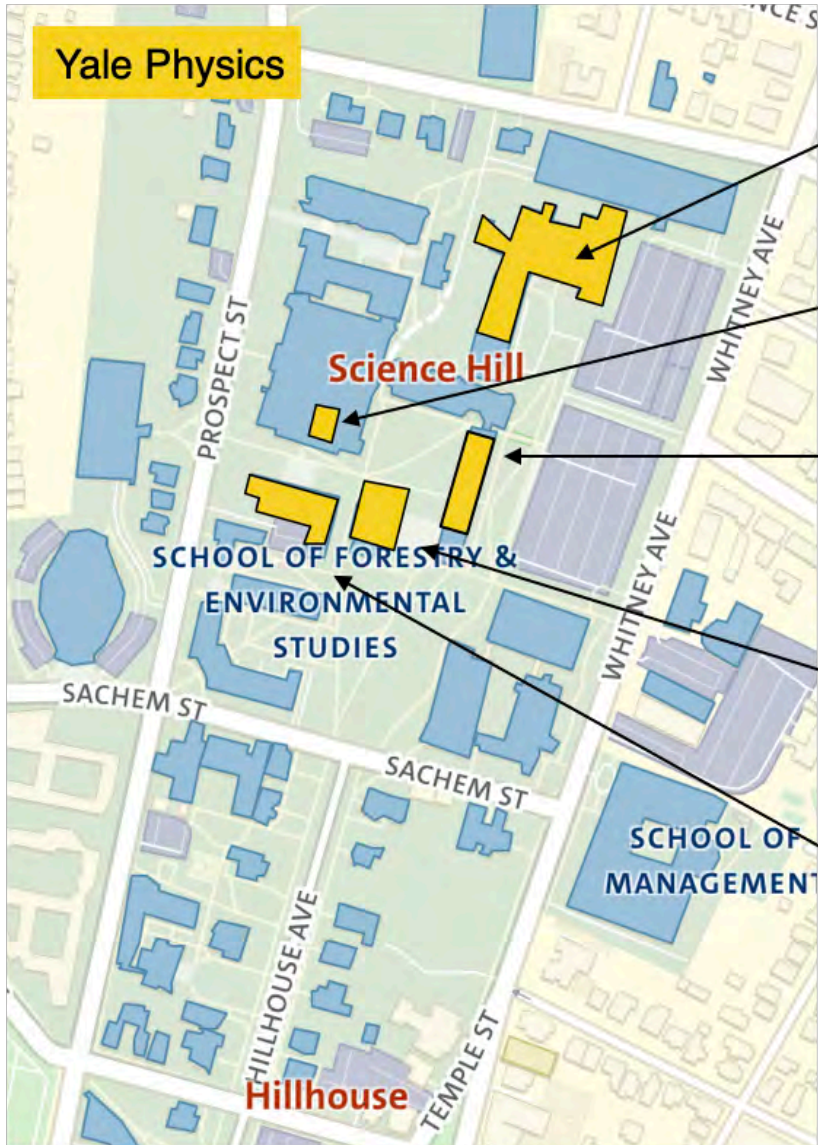 Yale Physics
PROSPECT ST
WHITNEY AVE
Science Hill
SCHOOL OF FORESTRY &
ENVIRONMENTAL
STUDIES
WHITNEY AVE
SACHEM ST
SACHEM ST
SCHOOL OF
MANAGEMENT
HILLHOUSE AVE
TEMPLE ST
Hillhouse